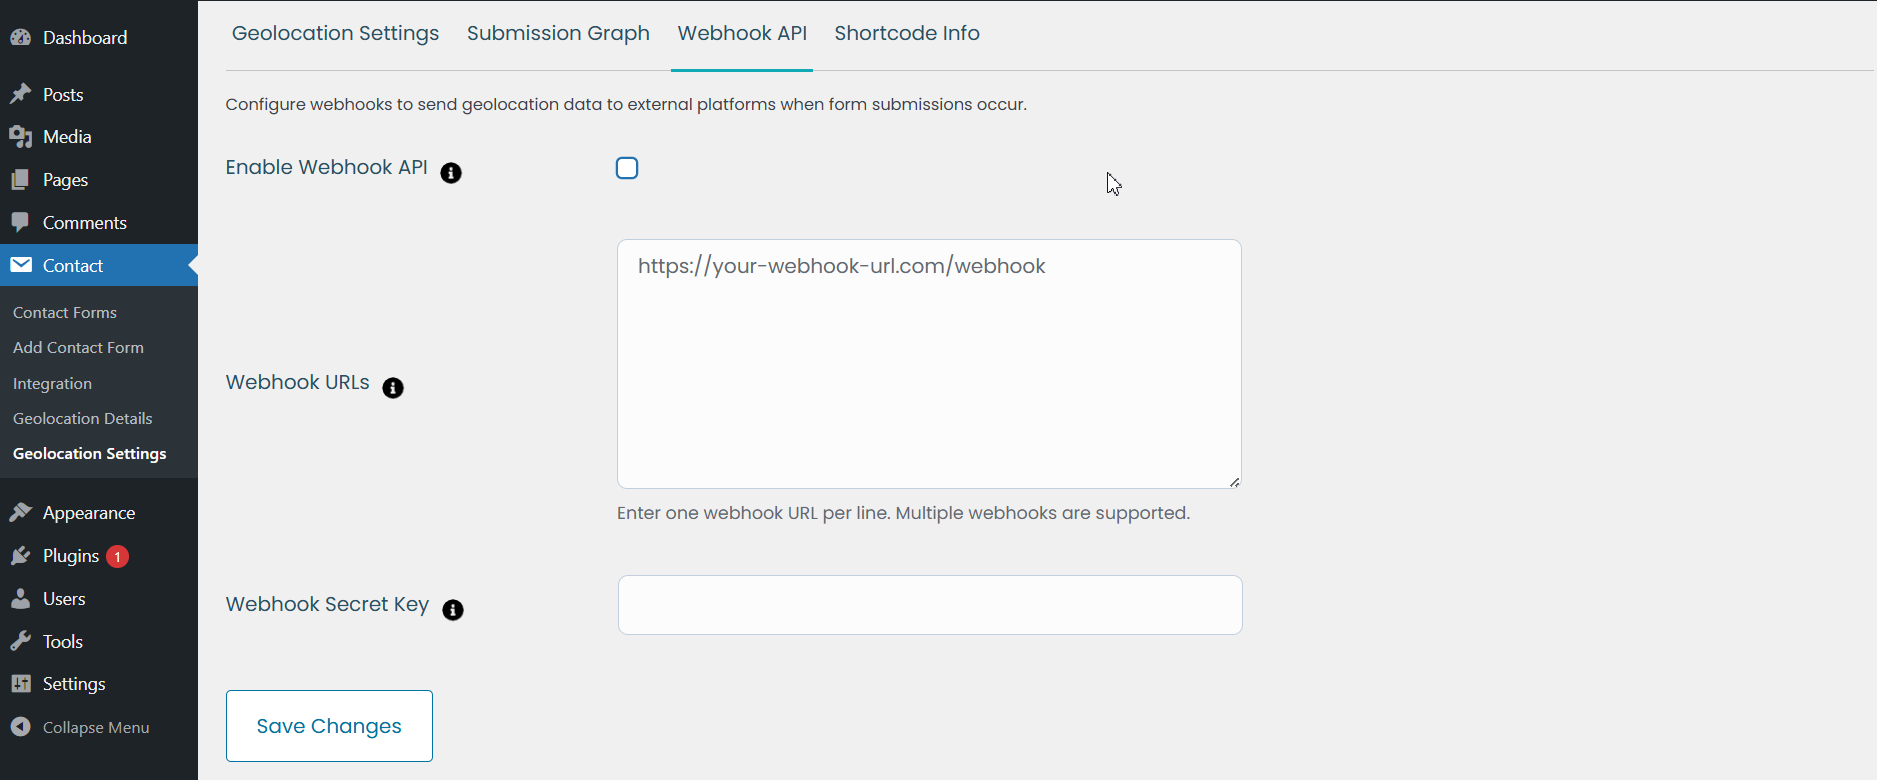 Dashboard
Posts
Media
Pages
Comments
Contact
Contact Forms
Add Contact Form
Integration
Geolocation Details
Geolocation Settings
Appearance
Plugins 1
Users
Tools
Settings
Collapse Menu
Geolocation Settings Submission Graph Webhook API Shortcode Info
Configure webhooks to send geolocation data to external platforms when form submissions occur.
Enable Webhook API
Webhook URLs
https://your-webhook-url.com/webhook
Enter one webhook URL per line. Multiple webhooks are supported.
Webhook Secret Key
Save Changes